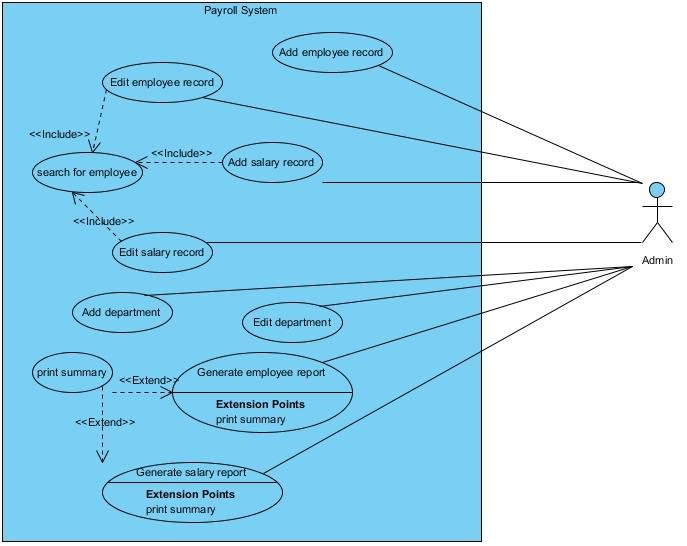 Payroll System
Add employee record
Edit employee record
<<Include>>
<<Include>>
Add salary record
search for employee
<<Include>>
Edit salary record
Admin
Add department
Edit department
print summary
<<Extend>>
Generate employee report
Extension Points
print summary
<<Extend>>
Generate salary report
Extension Points
print summary